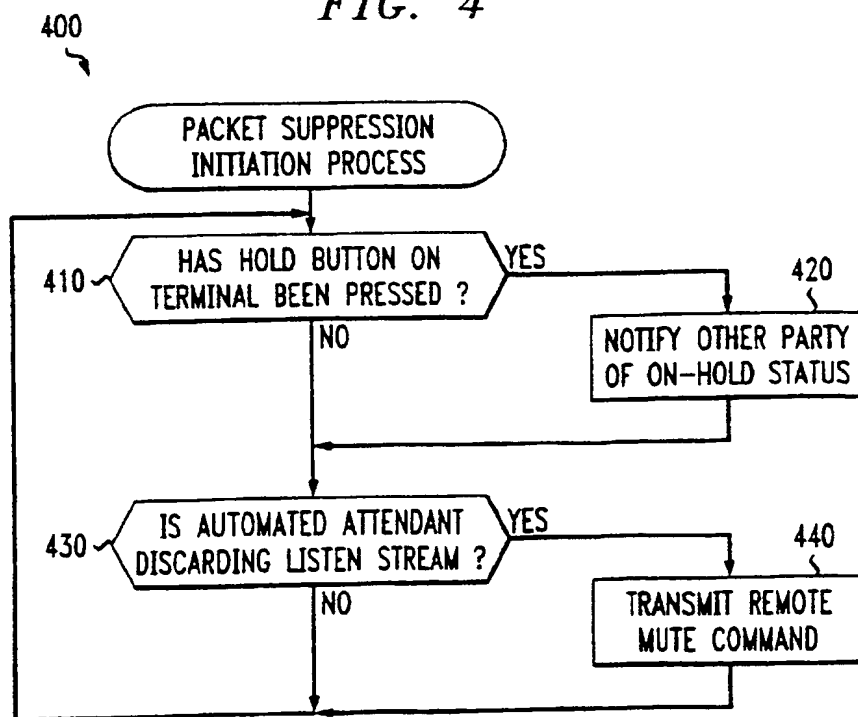 FIG. 4
400
PACKET SUPPRESSION
INITIATION PROCESS
410
HAS HOLD BUTTON ON
TERMINAL BEEN PRESSED ?
YES
NO
420
NOTIFY OTHER PARTY
OF ON-HOLD STATUS
430
IS AUTOMATED ATTENDANT
DISCARDING LISTEN STREAM ?
YES
NO
440
TRANSMIT REMOTE
MUTE COMMAND